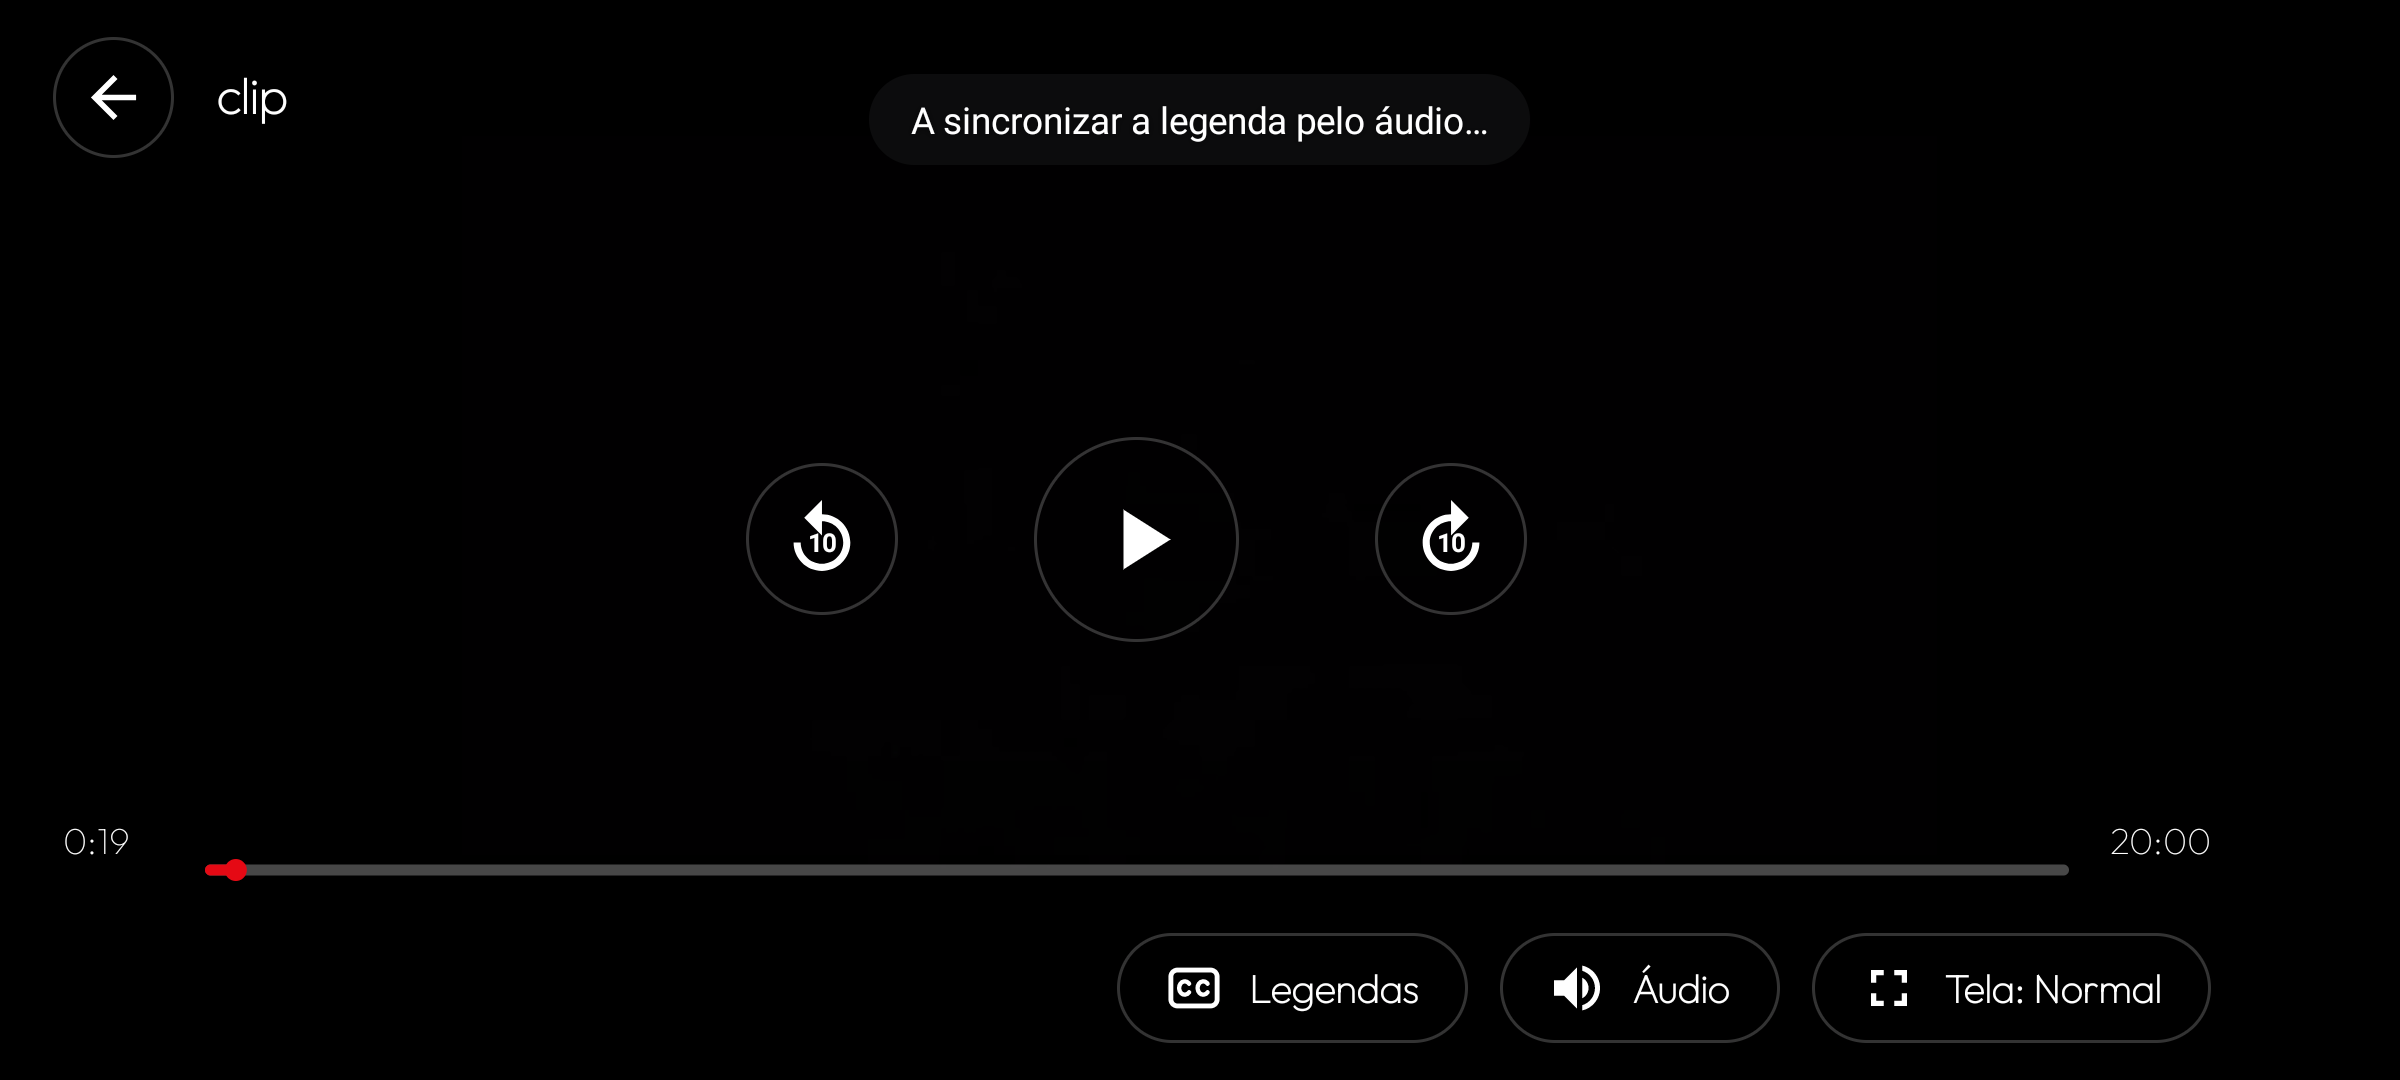 clip
A sincronizar a legenda pelo áudio...
10
10
0:19
20:00
CC Legendas
Áudio
Tela: Normal